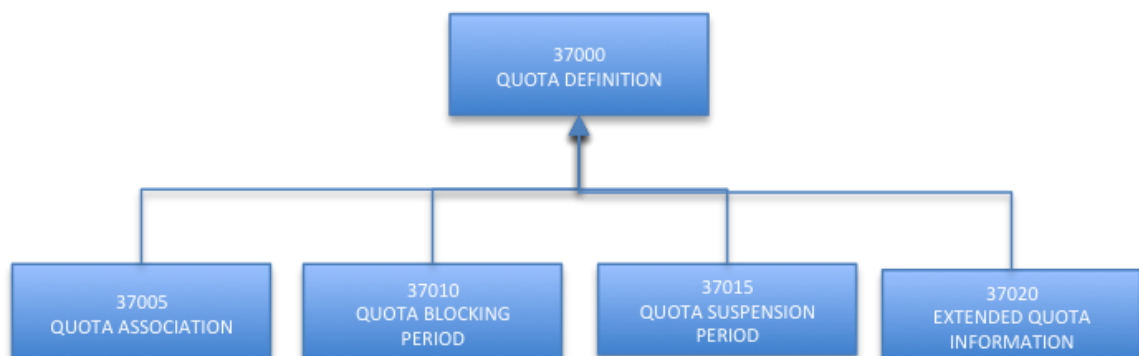 37000
QUOTA DEFINITION
37005
QUOTA ASSOCIATION
37010
QUOTA BLOCKING
PERIOD
37015
QUOTA SUSPENSION
PERIOD
37020
EXTENDED QUOTA
INFORMATION